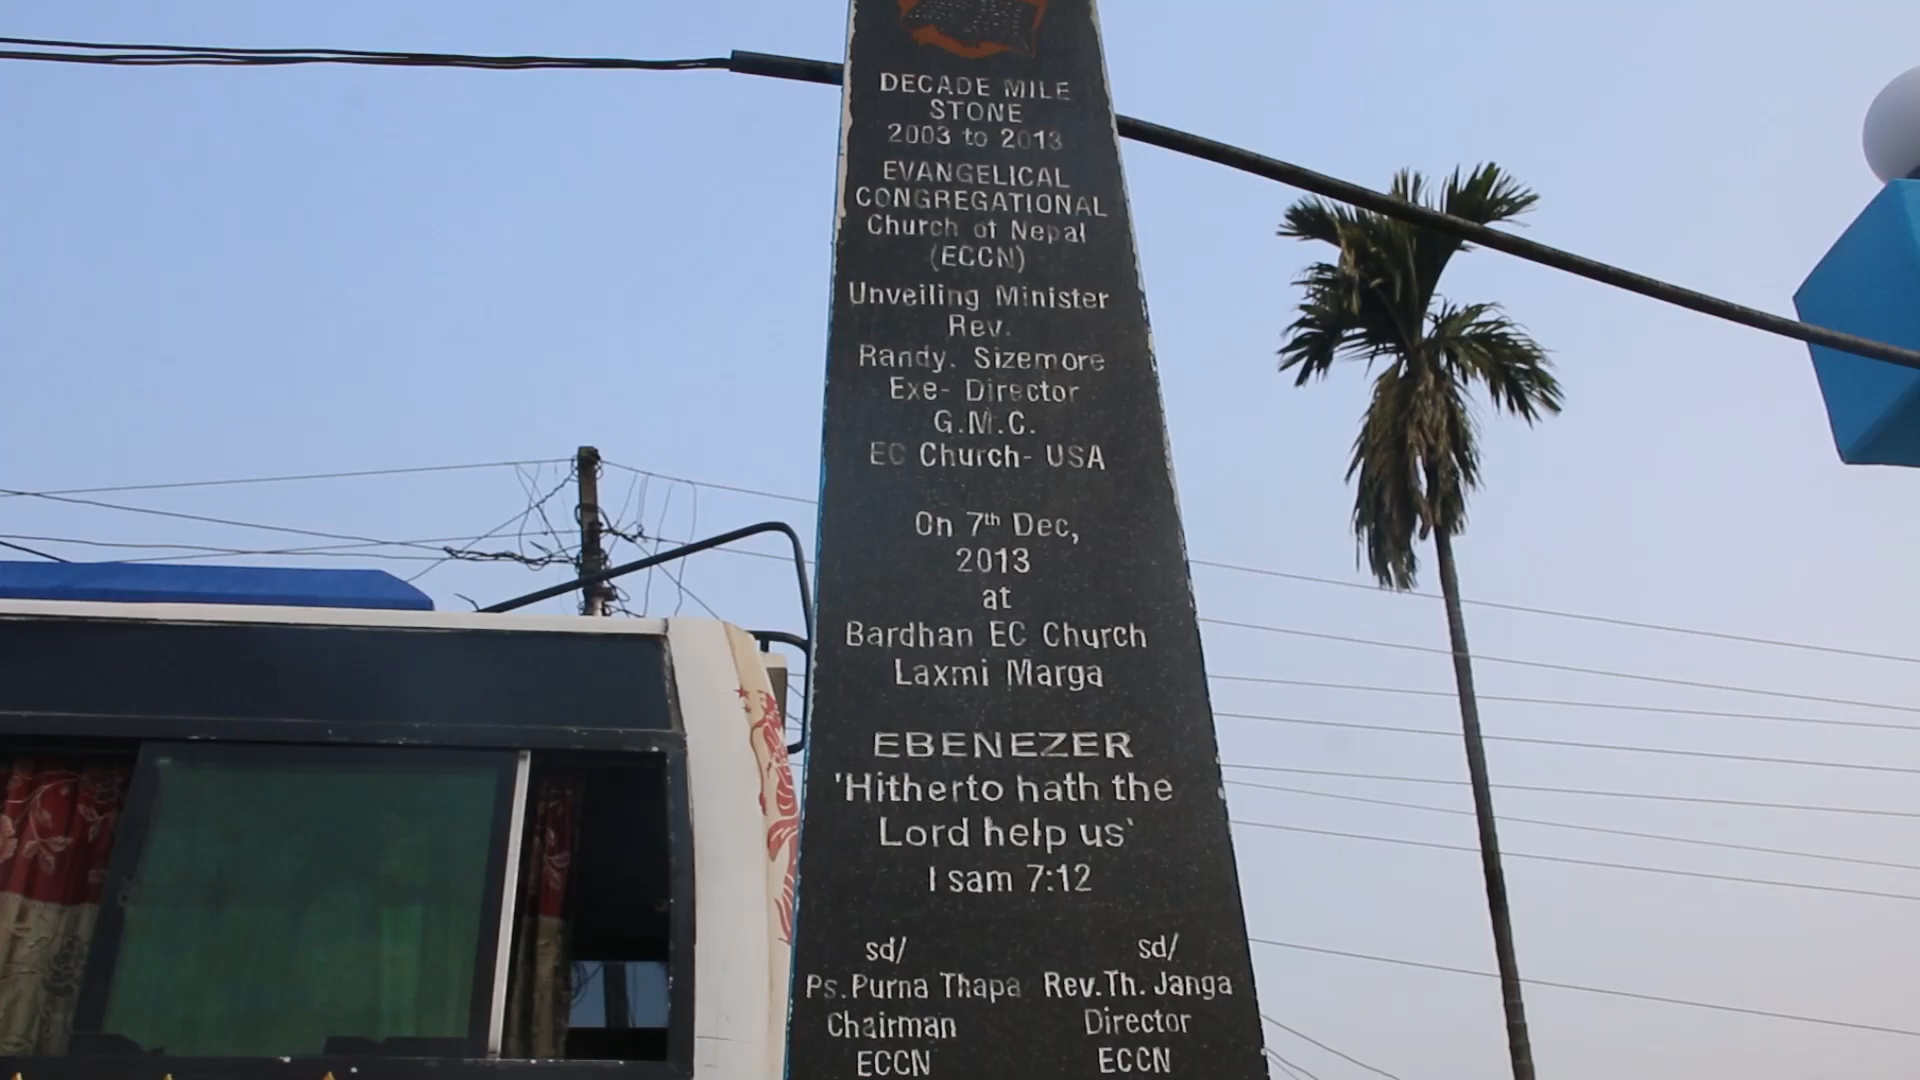 DECADE MILE
STONE
2003 to 2013
EVANGELICAL
CONGREGATIONAL
Church of Nepal
(ECCN)
Unveiling Minister
Rev.
Randy. Sizemore
Exe- Director
G.M.C.
EC Church- USA
On 7th Dec,
2013
at
Bardhan EC Church
Laxmi Marga
EBENEZER
'Hitherto hath the
Lord help us'
I sam 7:12
sd/ sd/
Ps.Purna Thapa Rev.Th. Janga
Chairman Director
ECCN ECCN